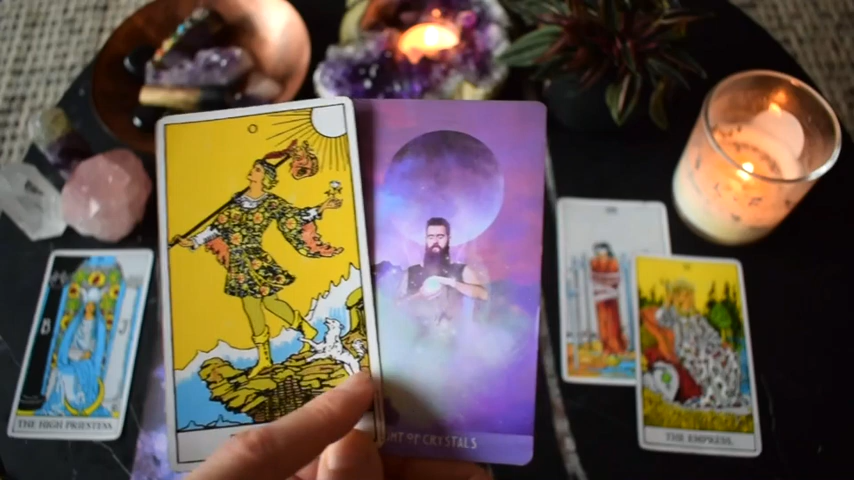 B J
THE HIGH PRIESTESS
NT OF CRYSTALS
THE EMPRESS.